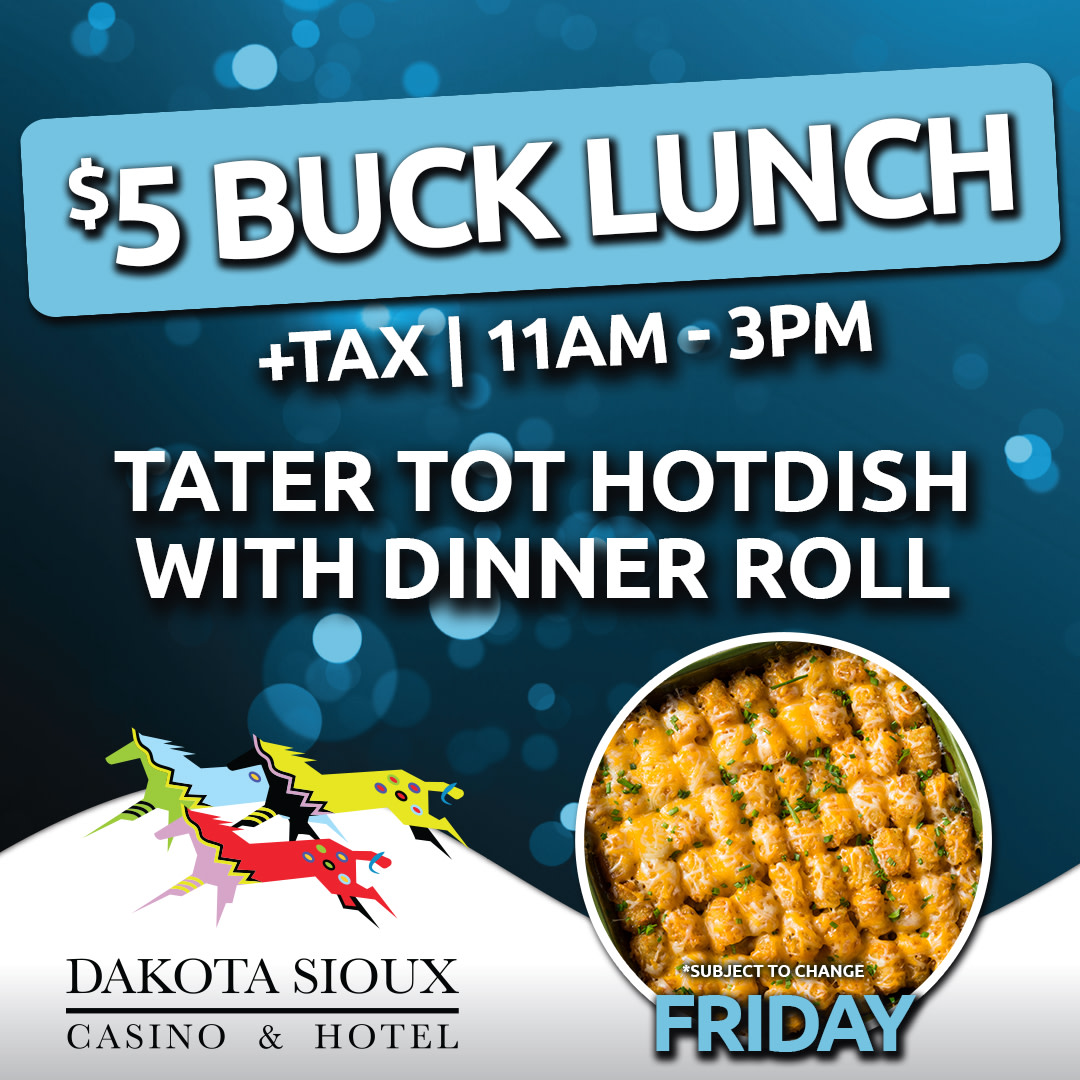 $5 BUCK LUNCH
+TAX | 11AM - 3PM
TATER TOT HOTDISH
WITH DINNER ROLL
DAKOTA SIOUX
CASINO & HOTEL
*SUBJECT TO CHANGE
FRIDAY